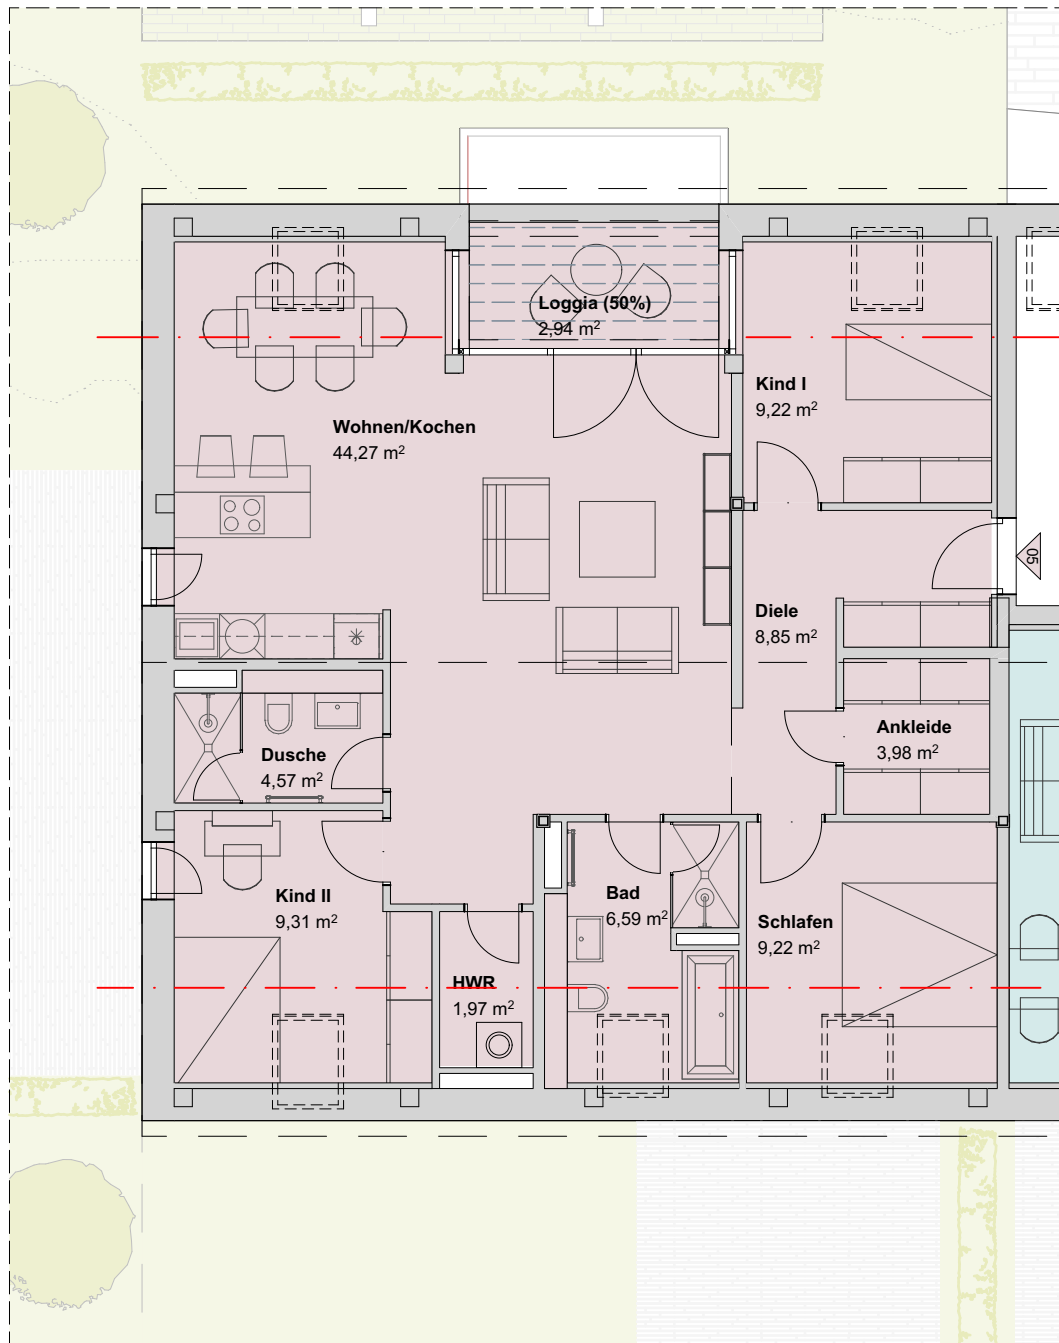 Loggia (50%)
2,94 m²
Kind I
9,22 m²
Wohnen/Kochen
44,27 m²
05
Diele
8,85 m²
Ankleide
3,98 m²
Dusche
4,57 m²
Kind II
9,31 m²
Bad
6,59 m²
Schlafen
9,22 m²
HWR
1,97 m²